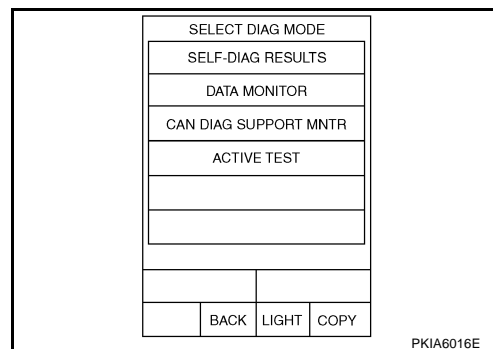 SELECT DIAG MODE
SELF-DIAG RESULTS
DATA MONITOR
CAN DIAG SUPPORT MNTR
ACTIVE TEST
BACK LIGHT COPY
PKIA6016E